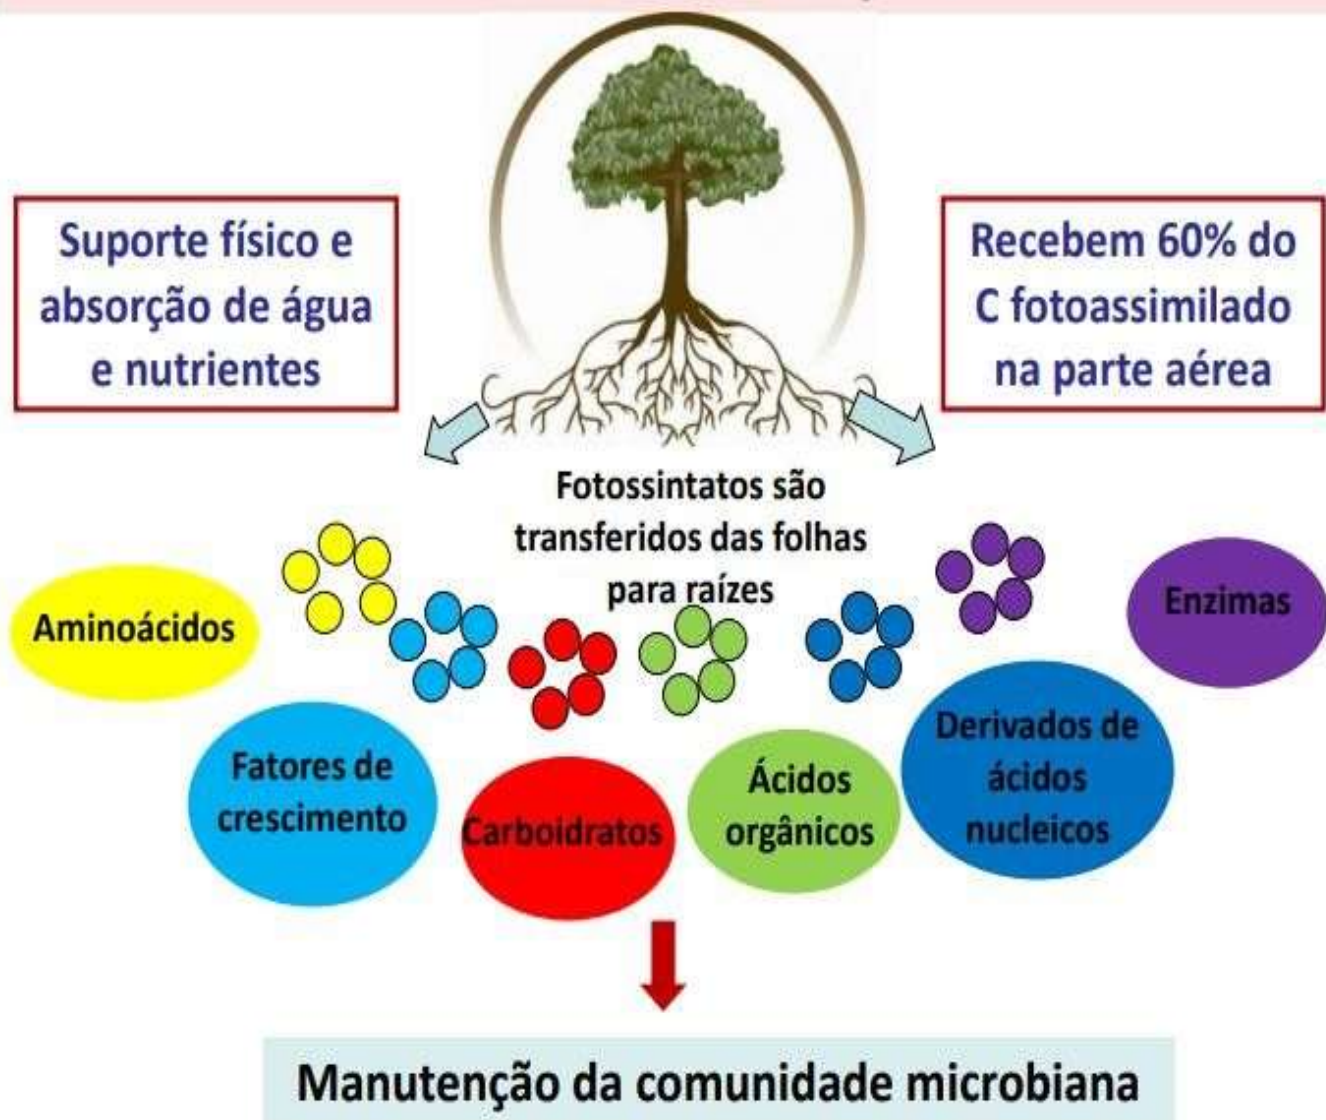 Suporte físico e
absorção de água
e nutrientes
Recebem 60% do
C fotoassimilado
na parte aérea
Fotossintatos são
transferidos das folhas
para raízes
Aminoácidos
Enzimas
Fatores de
crescimento
Carboidratos
Ácidos
orgânicos
Derivados de
ácidos
nucleicos
Manutenção da comunidade microbiana